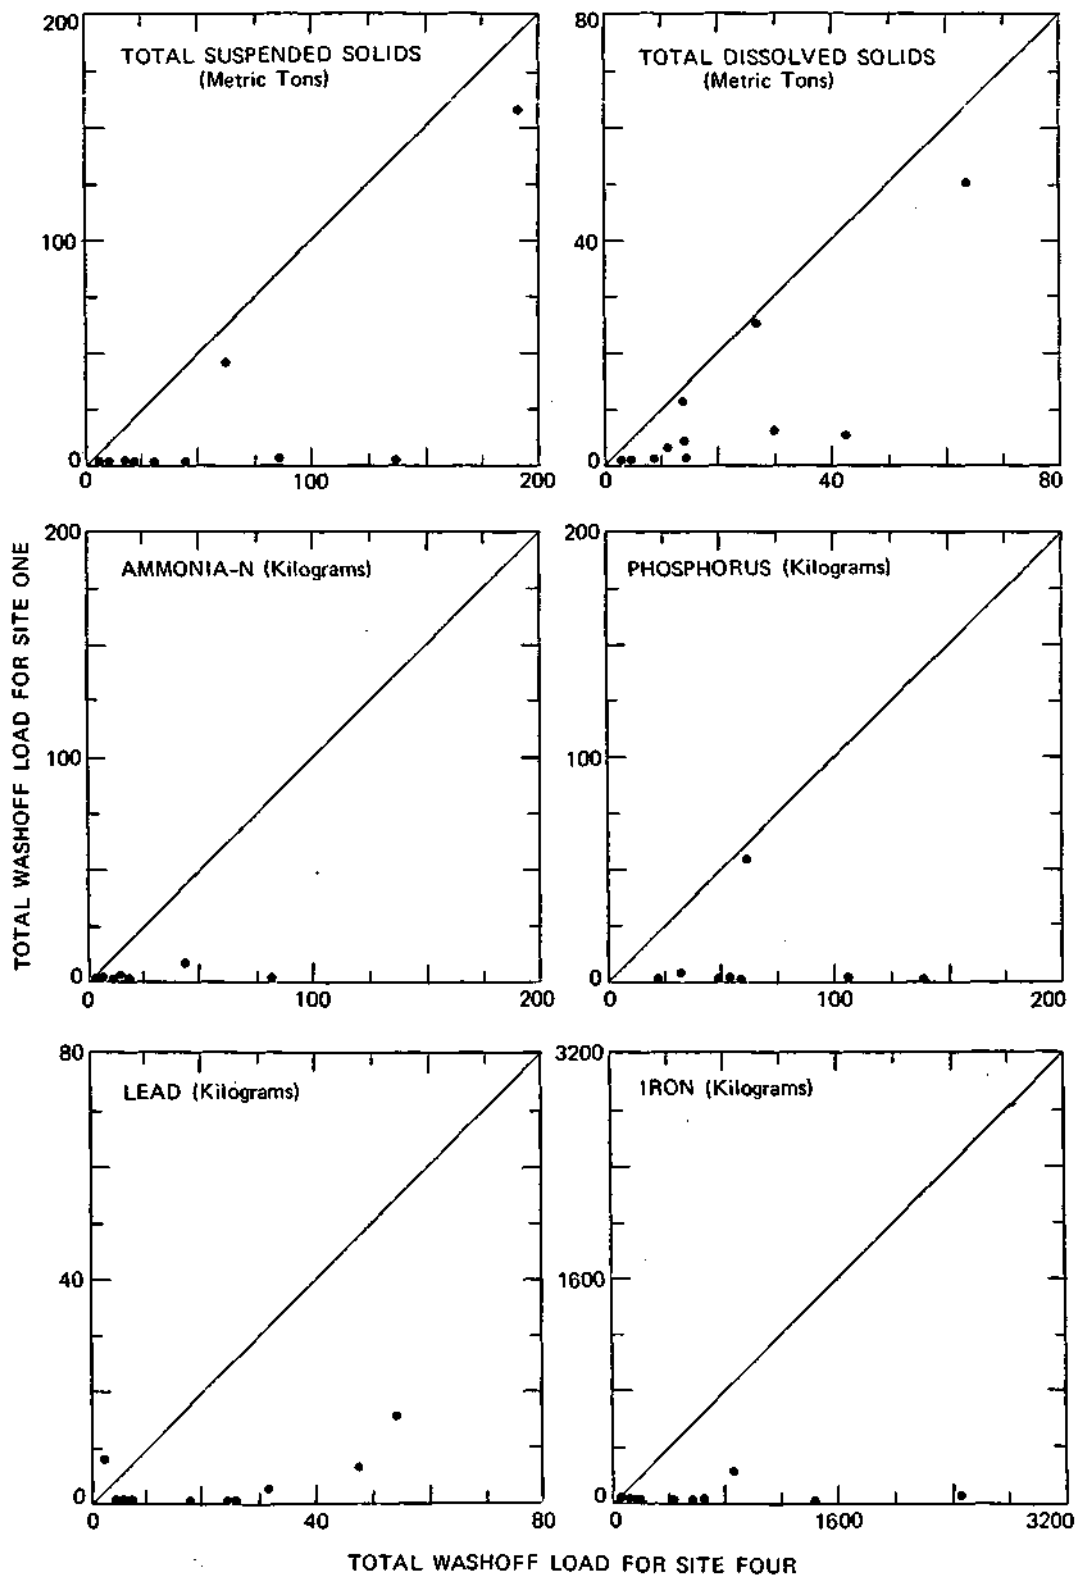 200
TOTAL SUSPENDED SOLIDS
(Metric Tons)
100
0
0 100 200
80
TOTAL DISSOLVED SOLIDS
(Metric Tons)
40
0
0 40 80
200
AMMONIA-N (Kilograms)
100
0
0 100 200
200
PHOSPHORUS (Kilograms)
100
0
0 100 200
80
LEAD (Kilograms)
40
0
0 40 80
3200
IRON (Kilograms)
1600
0
0 1600 3200
TOTAL WASHOFF LOAD FOR SITE ONE
TOTAL WASHOFF LOAD FOR SITE FOUR